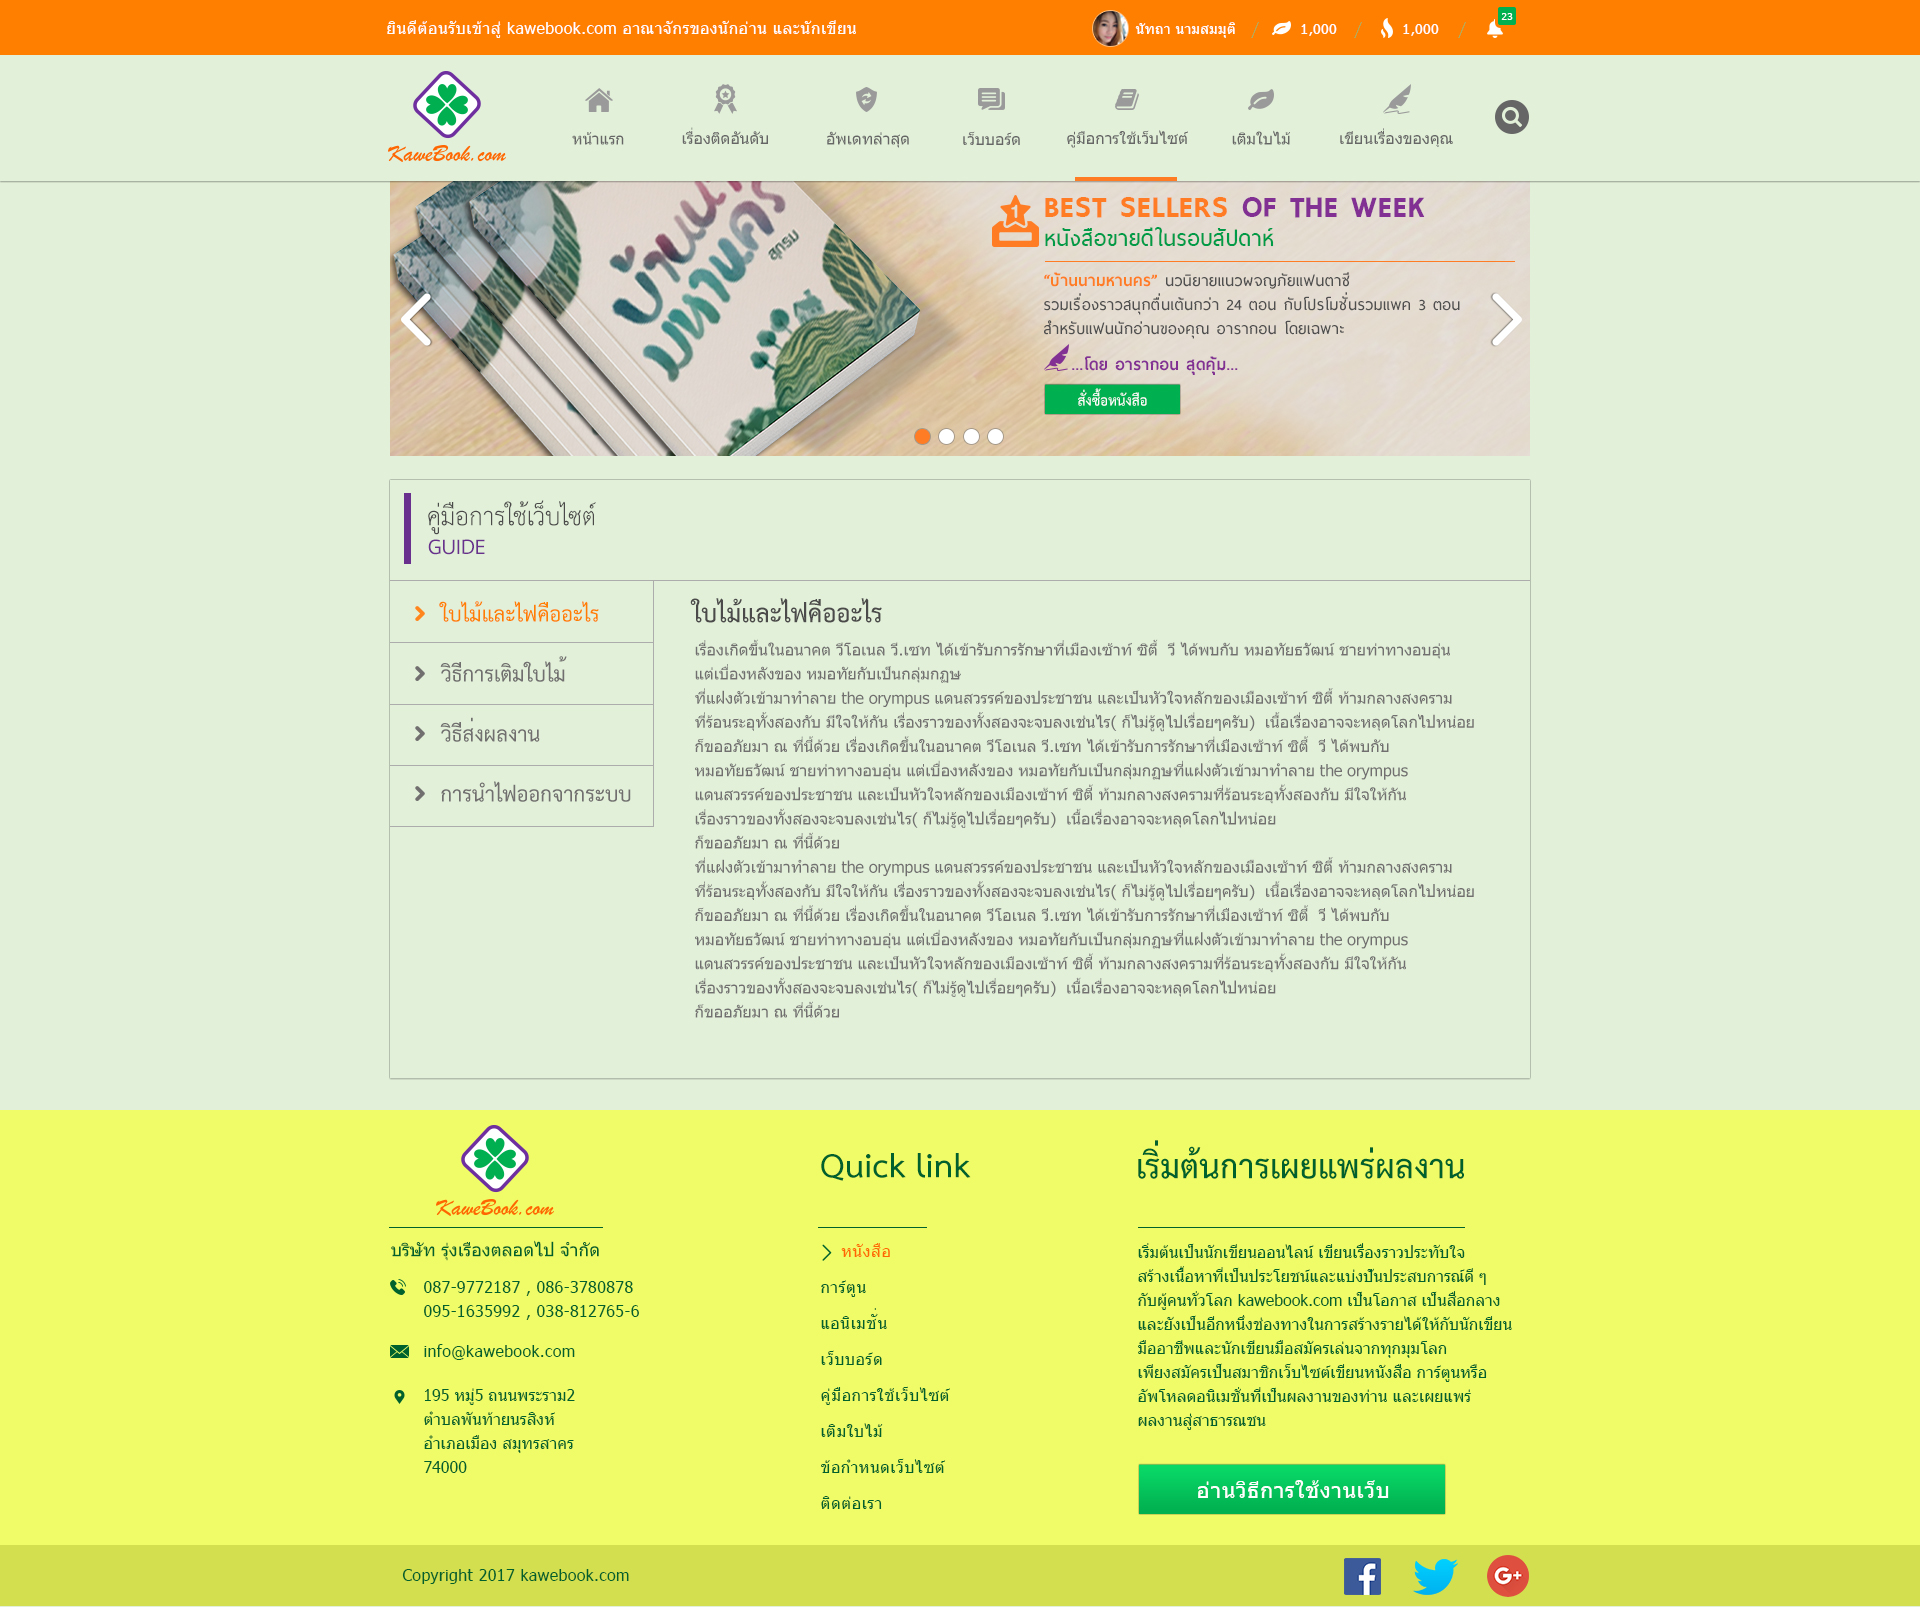 ยินดีต้อนรับเข้าสู่ kawebook.com อาณาจักรของนักอ่าน และนักเขียน
นัทถา นามสมมุติ / 1,000 / 1,000 / 23
KaweBook.com
หน้าแรก เรื่องติดอันดับ อัพเดทล่าสุด เว็บบอร์ด คู่มือการใช้เว็บไซต์ เติมใบไม้ เขียนเรื่องของคุณ
บ้านนา
มหานคร
สุกรม
1
BEST SELLERS OF THE WEEK
หนังสือขายดีในรอบสัปดาห์
“บ้านนามหานคร” นวนิยายแนวผจญภัยแฟนตาซี
รวมเรื่องราวสนุกตื่นเต้นกว่า 24 ตอน กับโปรโมชั่นรวมแพค 3 ตอน
สำหรับแฟนนักอ่านของคุณ อารากอน โดยเฉพาะ
...โดย อารากอน สุดคุ้ม...
สั่งซื้อหนังสือ
คู่มือการใช้เว็บไซต์
GUIDE
ใบไม้และไฟคืออะไร
วิธีการเติมใบไม้
วิธีส่งผลงาน
การนำไฟออกจากระบบ
ใบไม้และไฟคืออะไร
เรื่องเกิดขึ้นในอนาคต วีโอเนล วี.เซท ได้เข้ารับการรักษาที่เมืองเซ้าท์ ซิตี้  วี ได้พบกับ หมอทัยธวัฒน์ ชายท่าทางอบอุ่น
แต่เบื่องหลังของ หมอทัยกับเป็นกลุ่มกฏษ
ที่แฝงตัวเข้ามาทำลาย the orympus แดนสวรรค์ของประชาชน และเป็นหัวใจหลักของเมืองเซ้าท์ ซิตี้ ท้ามกลางสงคราม
ที่ร้อนระอุทั้งสองกับ มีใจให้กัน เรื่องราวของทั้งสองจะจบลงเช่นไร( ก็ไม่รู้ดูไปเรื่อยๆครับ)  เนื้อเรื่องอาจจะหลุดโลกไปหน่อย
ก็ขออภัยมา ณ ที่นี้ด้วย เรื่องเกิดขึ้นในอนาคต วีโอเนล วี.เซท ได้เข้ารับการรักษาที่เมืองเซ้าท์ ซิตี้  วี ได้พบกับ
หมอทัยธวัฒน์ ชายท่าทางอบอุ่น แต่เบื่องหลังของ หมอทัยกับเป็นกลุ่มกฏษที่แฝงตัวเข้ามาทำลาย the orympus
แดนสวรรค์ของประชาชน และเป็นหัวใจหลักของเมืองเซ้าท์ ซิตี้ ท้ามกลางสงครามที่ร้อนระอุทั้งสองกับ มีใจให้กัน
เรื่องราวของทั้งสองจะจบลงเช่นไร( ก็ไม่รู้ดูไปเรื่อยๆครับ)  เนื้อเรื่องอาจจะหลุดโลกไปหน่อย
ก็ขออภัยมา ณ ที่นี้ด้วย
ที่แฝงตัวเข้ามาทำลาย the orympus แดนสวรรค์ของประชาชน และเป็นหัวใจหลักของเมืองเซ้าท์ ซิตี้ ท้ามกลางสงคราม
ที่ร้อนระอุทั้งสองกับ มีใจให้กัน เรื่องราวของทั้งสองจะจบลงเช่นไร( ก็ไม่รู้ดูไปเรื่อยๆครับ)  เนื้อเรื่องอาจจะหลุดโลกไปหน่อย
ก็ขออภัยมา ณ ที่นี้ด้วย เรื่องเกิดขึ้นในอนาคต วีโอเนล วี.เซท ได้เข้ารับการรักษาที่เมืองเซ้าท์ ซิตี้  วี ได้พบกับ
หมอทัยธวัฒน์ ชายท่าทางอบอุ่น แต่เบื่องหลังของ หมอทัยกับเป็นกลุ่มกฏษที่แฝงตัวเข้ามาทำลาย the orympus
แดนสวรรค์ของประชาชน และเป็นหัวใจหลักของเมืองเซ้าท์ ซิตี้ ท้ามกลางสงครามที่ร้อนระอุทั้งสองกับ มีใจให้กัน
เรื่องราวของทั้งสองจะจบลงเช่นไร( ก็ไม่รู้ดูไปเรื่อยๆครับ)  เนื้อเรื่องอาจจะหลุดโลกไปหน่อย
ก็ขออภัยมา ณ ที่นี้ด้วย
KaweBook.com
บริษัท รุ่งเรืองตลอดไป จำกัด
087-9772187 , 086-3780878
095-1635992 , 038-812765-6
info@kawebook.com
195 หมู่5 ถนนพระราม2
ตำบลพันท้ายนรสิงห์
อำเภอเมือง สมุทรสาคร
74000
Quick link
หนังสือ
การ์ตูน
แอนิเมชั่น
เว็บบอร์ด
คู่มือการใช้เว็บไซต์
เติมใบไม้
ข้อกำหนดเว็บไซต์
ติดต่อเรา
เริ่มต้นการเผยแพร่ผลงาน
เริ่มต้นเป็นนักเขียนออนไลน์ เขียนเรื่องราวประทับใจ
สร้างเนื้อหาที่เป็นประโยชน์และแบ่งปันประสบการณ์ดี ๆ
กับผู้คนทั่วโลก kawebook.com เป็นโอกาส เป็นสื่อกลาง
และยังเป็นอีกหนึ่งช่องทางในการสร้างรายได้ให้กับนักเขียน
มืออาชีพและนักเขียนมือสมัครเล่นจากทุกมุมโลก
เพียงสมัครเป็นสมาชิกเว็บไซต์เขียนหนังสือ การ์ตูนหรือ
อัพโหลดอนิเมชั่นที่เป็นผลงานของท่าน และเผยแพร่
ผลงานสู่สาธารณชน
อ่านวิธีการใช้งานเว็บ
Copyright 2017 kawebook.com
f G+